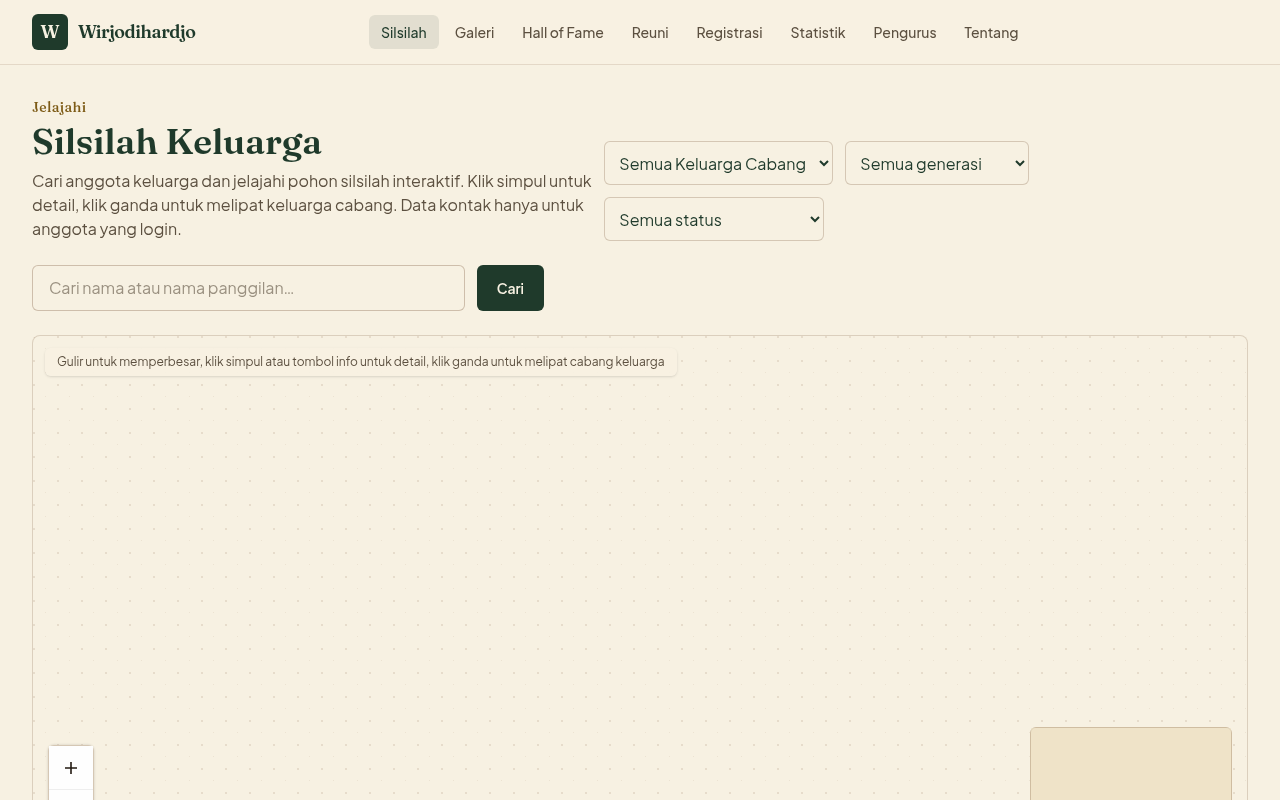 W Wirjodihardjo
Silsilah Galeri Hall of Fame Reuni Registrasi Statistik Pengurus Tentang
Jelajahi
Silsilah Keluarga
Cari anggota keluarga dan jelajahi pohon silsilah interaktif. Klik simpul untuk
detail, klik ganda untuk melipat keluarga cabang. Data kontak hanya untuk
anggota yang login.
Semua Keluarga Cabang Semua generasi
Semua status
Cari nama atau nama panggilan… Cari
Gulir untuk memperbesar, klik simpul atau tombol info untuk detail, klik ganda untuk melipat cabang keluarga
+